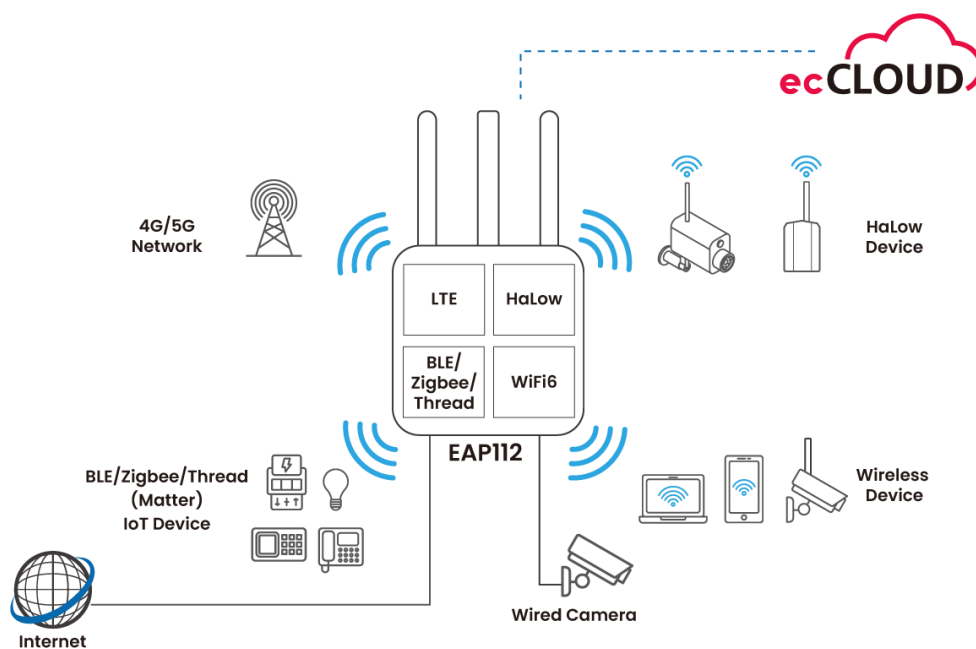 ecCLOUD
4G/5G
Network
HaLow
Device
LTE
HaLow
BLE/
Zigbee/
Thread
WiFi6
EAP112
BLE/Zigbee/Thread
(Matter)
IoT Device
Wireless
Device
Wired Camera
Internet